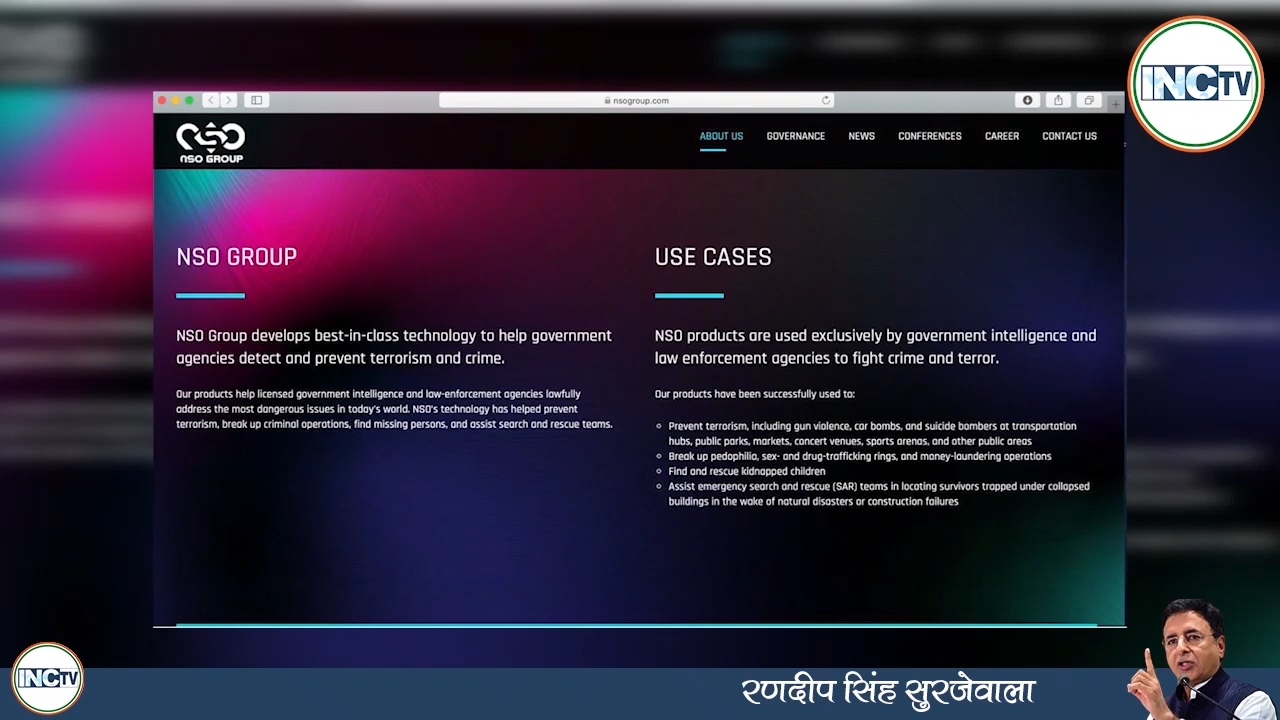 INCTV
nsogroup.com
NSO GROUP
ABOUT US GOVERNANCE NEWS CONFERENCES CAREER CONTACT US
NSO GROUP
NSO Group develops best-in-class technology to help government
agencies detect and prevent terrorism and crime.
Our products help licensed government intelligence and law-enforcement agencies lawfully
address the most dangerous issues in today's world. NSO's technology has helped prevent
terrorism, break up criminal operations, find missing persons, and assist search and rescue teams.
USE CASES
NSO products are used exclusively by government intelligence and
law enforcement agencies to fight crime and terror.
Our products have been successfully used to:
Prevent terrorism, including gun violence, car bombs, and suicide bombers at transportation
hubs, public parks, markets, concert venues, sports arenas, and other public areas
Break up pedophilia, sex- and drug-trafficking rings, and money-laundering operations
Find and rescue kidnapped children
Assist emergency search and rescue (SAR) teams in locating survivors trapped under collapsed
buildings in the wake of natural disasters or construction failures
INCTV
रणदीप सिंह सुरजेवाला